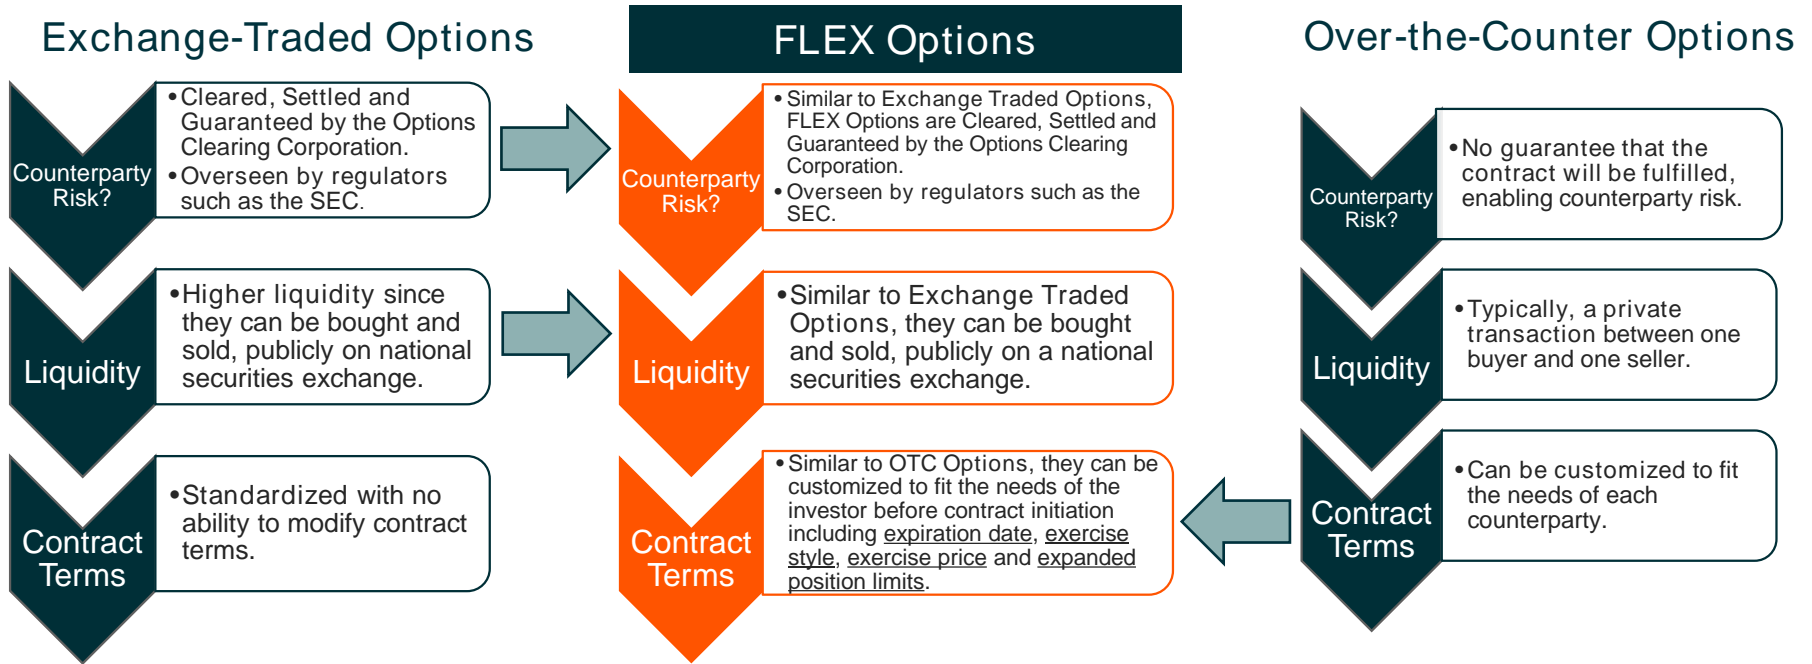 Exchange-Traded Options
Counterparty
Risk?
•Cleared, Settled and
Guaranteed by the Options
Clearing Corporation.
•Overseen by regulators
such as the SEC.
Liquidity
•Higher liquidity since
they can be bought and
sold, publicly on national
securities exchange.
Contract
Terms
•Standardized with no
ability to modify contract
terms.
FLEX Options
Counterparty
Risk?
•Similar to Exchange Traded Options,
FLEX Options are Cleared, Settled and
Guaranteed by the Options Clearing
Corporation.
•Overseen by regulators such as the
SEC.
Liquidity
•Similar to Exchange Traded
Options, they can be bought
and sold, publicly on a national
securities exchange.
Contract
Terms
•Similar to OTC Options, they can be
customized to fit the needs of the
investor before contract initiation
including expiration date, exercise
style, exercise price and expanded
position limits.
Over-the-Counter Options
Counterparty
Risk?
•No guarantee that the
contract will be fulfilled,
enabling counterparty risk.
Liquidity
•Typically, a private
transaction between one
buyer and one seller.
Contract
Terms
•Can be customized to fit
the needs of each
counterparty.